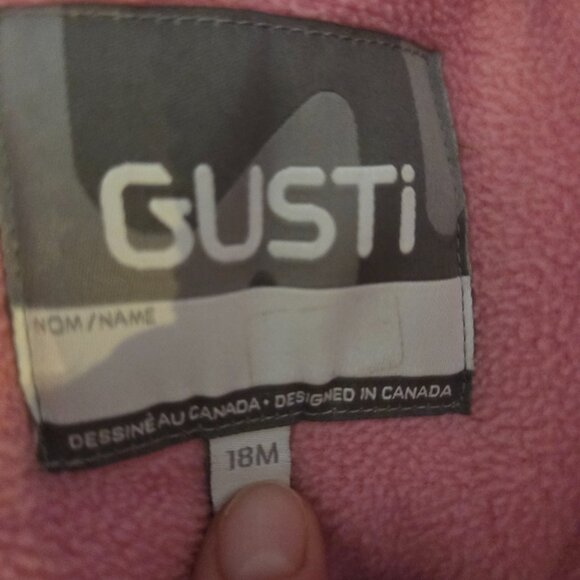 GUSTi
NOM/NAME
DESSINÉ AU CANADA • DESIGNED IN CANADA
18M